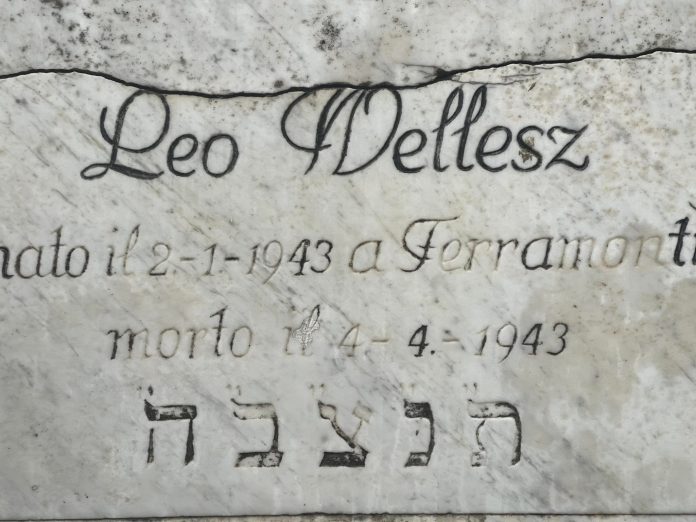 Leo Wellesz
nato il 2.-1.-1943 a Ferramonti
morto il 4-4.-1943
ת̈ נ̈ צ̈ ב̈ ה̈